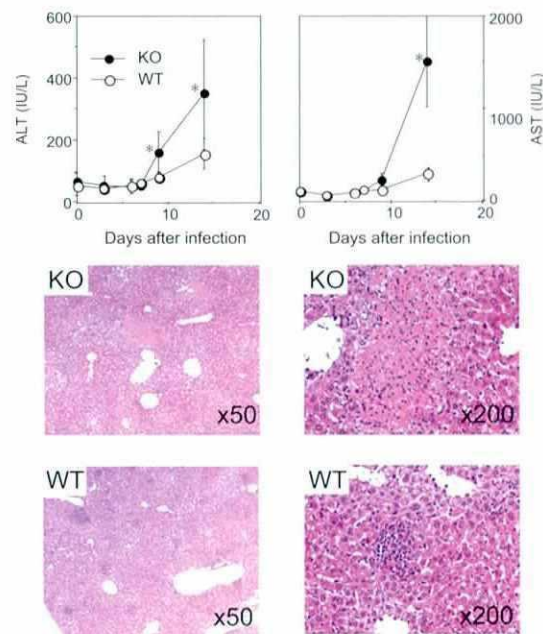 600
400
200
0
ALT (IU/L)
KO
WT
*
*
0
10
20
Days after infection
2000
1000
0
AST (IU/L)
*
0
10
20
Days after infection
KO
x50
KO
x200
WT
x50
WT
x200